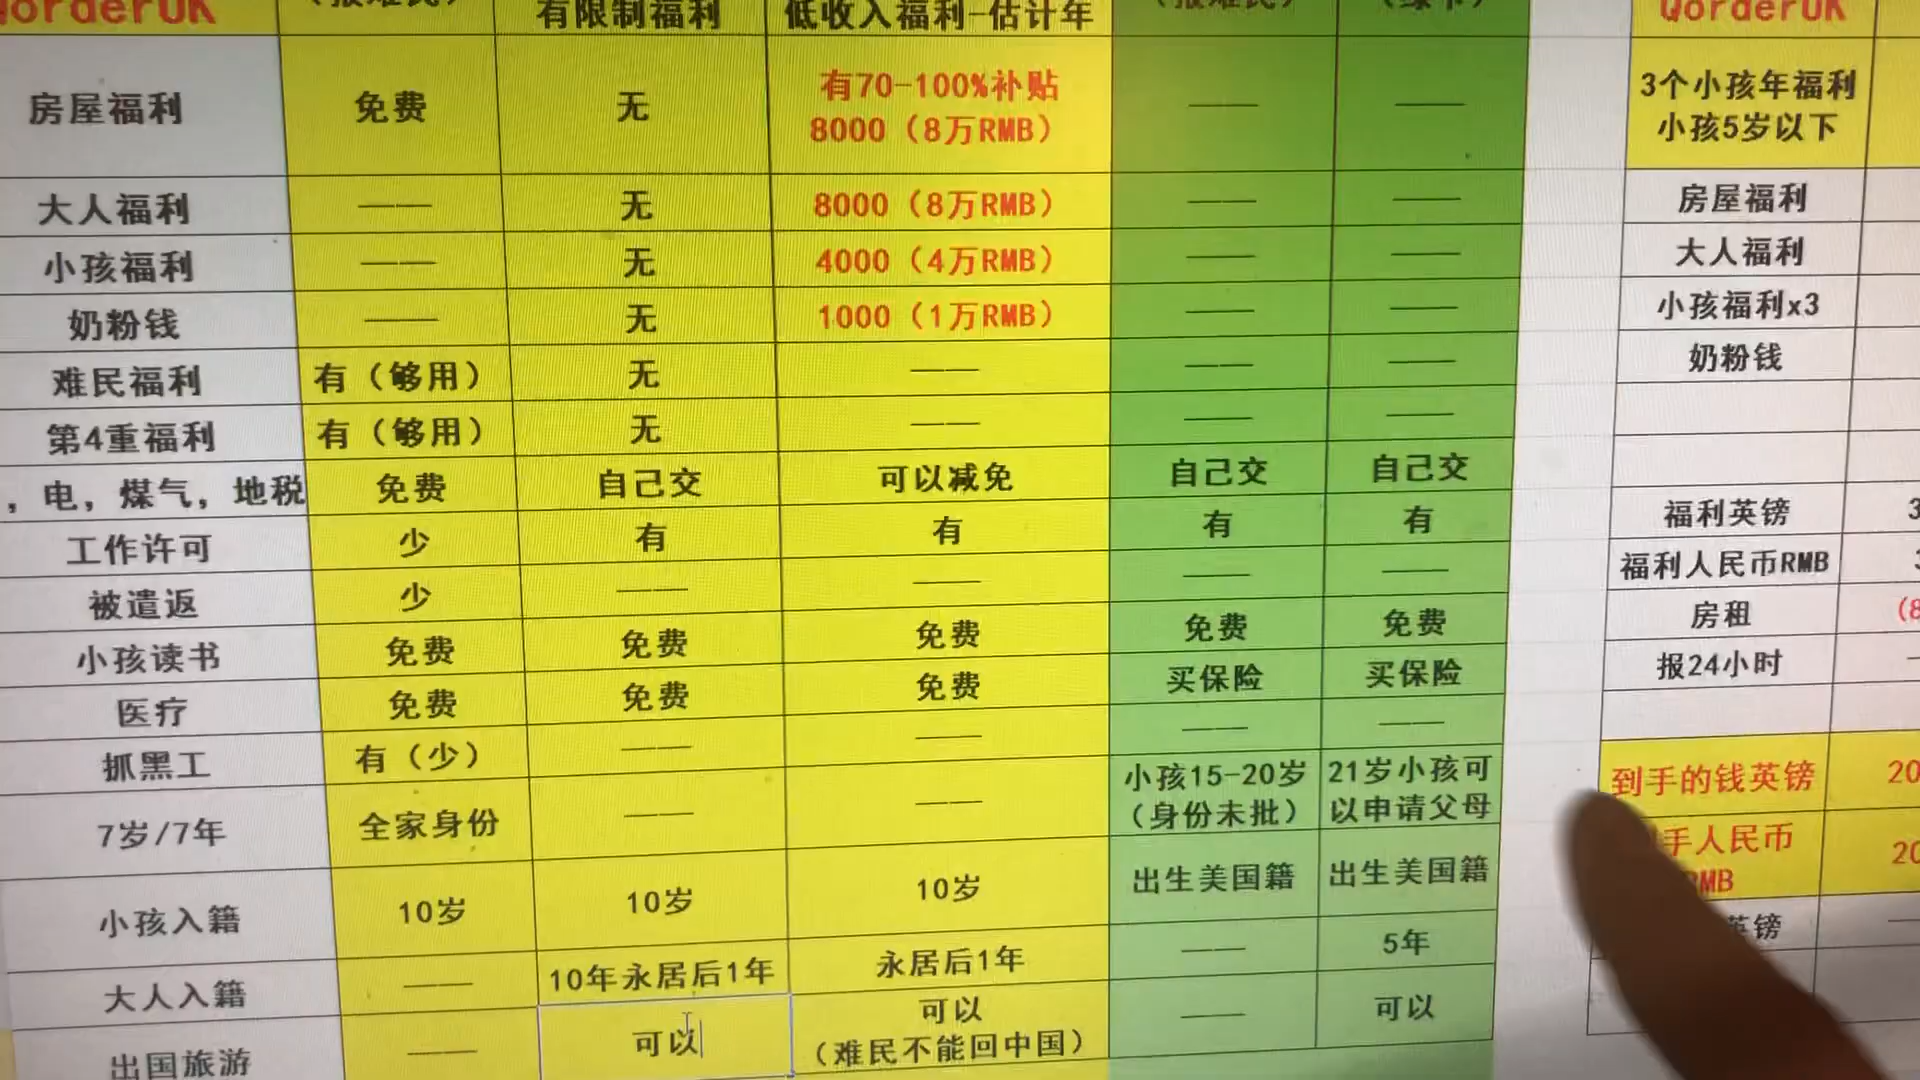 QorderUK
有限制福利
低收入福利-估计年
房屋福利 免费 无 有70-100%补贴 —— ——
8000（8万RMB）
大人福利 —— 无 8000（8万RMB） —— ——
小孩福利 —— 无 4000（4万RMB） —— ——
奶粉钱 —— 无 1000（1万RMB） —— ——
难民福利 有（够用） 无 —— —— ——
第4重福利 有（够用） 无 —— —— ——
，电，煤气，地税 免费 自己交 可以减免 自己交 自己交
工作许可 少 有 有 有 有
被遣返 少 —— —— —— ——
小孩读书 免费 免费 免费 免费 免费
医疗 免费 免费 免费 买保险 买保险
抓黑工 有（少） —— —— —— ——
7岁/7年 全家身份 —— —— 小孩15-20岁 21岁小孩可
（身份未批） 以申请父母
小孩入籍 10岁 10岁 10岁 出生美国籍 出生美国籍
大人入籍 —— 10年永居后1年 永居后1年 —— 5年
出国旅游 —— 可以 可以 —— 可以
（难民不能回中国）
QorderUK
3个小孩年福利
小孩5岁以下
房屋福利
大人福利
小孩福利x3
奶粉钱
福利英镑 3
福利人民币RMB
房租 (8
报24小时
到手的钱英镑 20
手人民币 20
MB
英镑